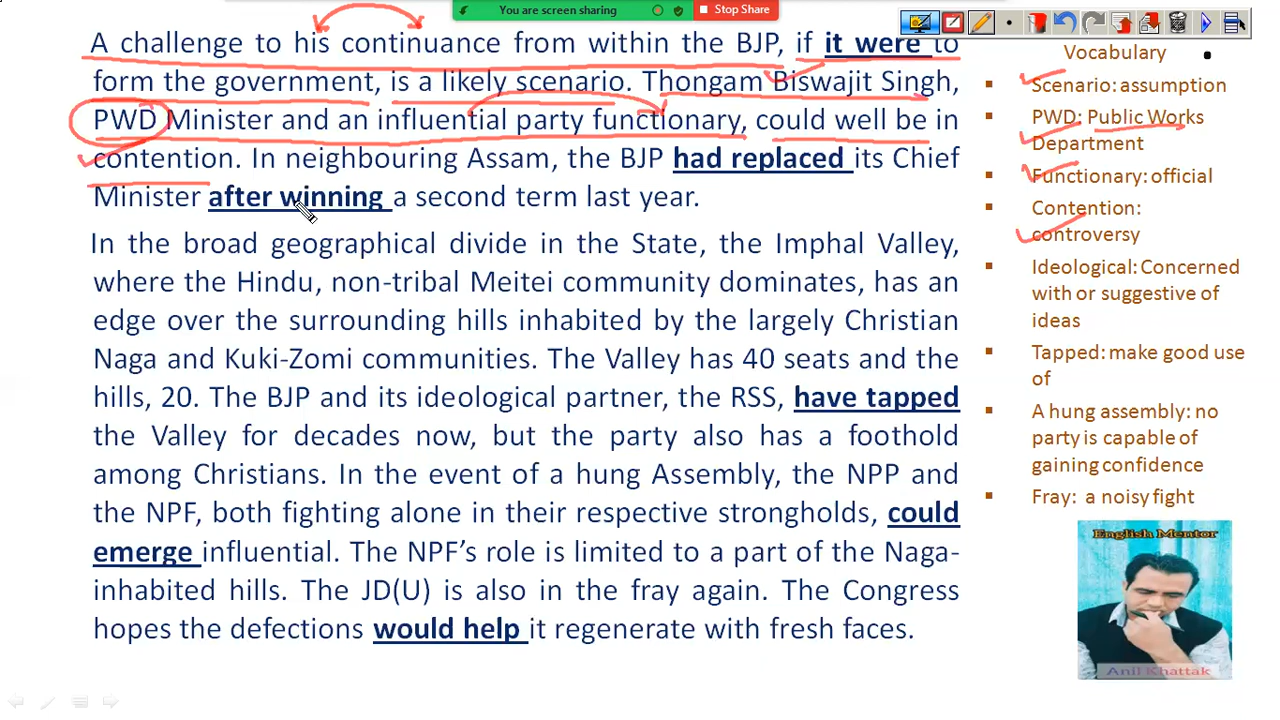 You are screen sharing
Stop Share
A challenge to his continuance from within the BJP, if it were to
form the government, is a likely scenario. Thongam Biswajit Singh,
PWD Minister and an influential party functionary, could well be in
contention. In neighbouring Assam, the BJP had replaced its Chief
Minister after winning a second term last year.
In the broad geographical divide in the State, the Imphal Valley,
where the Hindu, non-tribal Meitei community dominates, has an
edge over the surrounding hills inhabited by the largely Christian
Naga and Kuki-Zomi communities. The Valley has 40 seats and the
hills, 20. The BJP and its ideological partner, the RSS, have tapped
the Valley for decades now, but the party also has a foothold
among Christians. In the event of a hung Assembly, the NPP and
the NPF, both fighting alone in their respective strongholds, could
emerge influential. The NPF’s role is limited to a part of the Naga-
inhabited hills. The JD(U) is also in the fray again. The Congress
hopes the defections would help it regenerate with fresh faces.
Vocabulary
Scenario: assumption
PWD: Public Works
Department
Functionary: official
Contention:
controversy
Ideological: Concerned
with or suggestive of
ideas
Tapped: make good use
of
A hung assembly: no
party is capable of
gaining confidence
Fray: a noisy fight
English Mentor
Anil Khattak